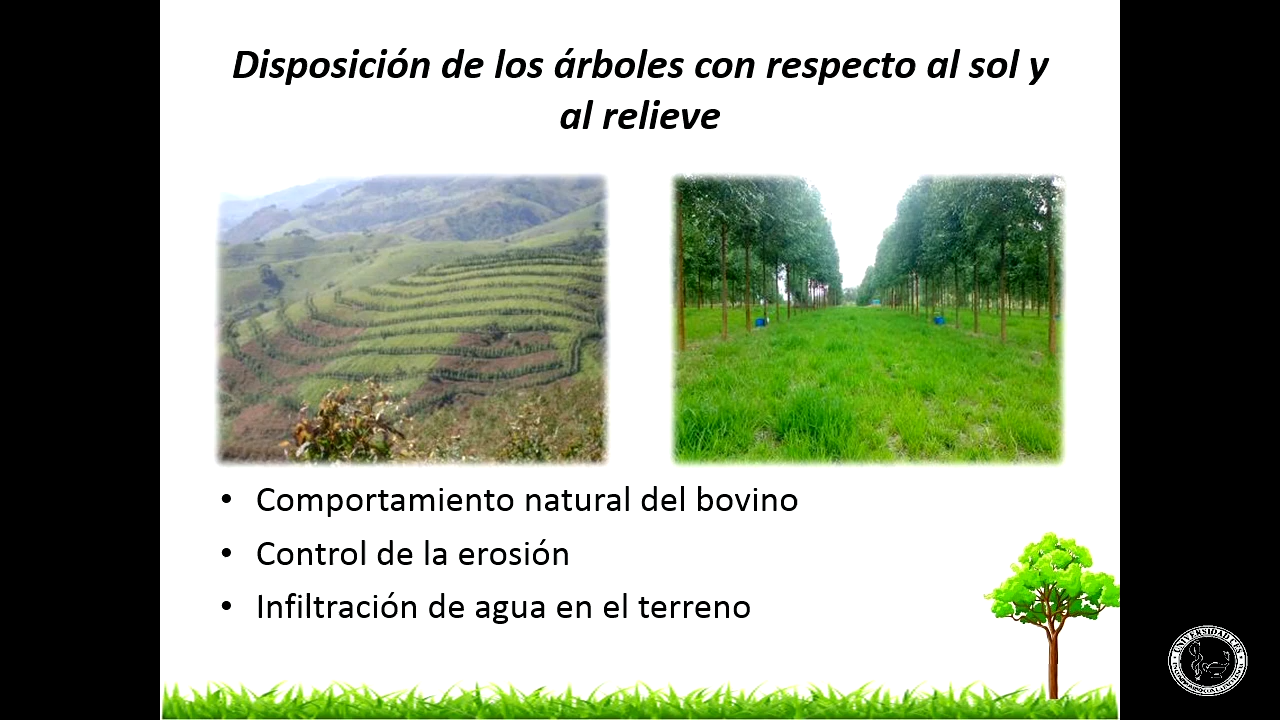 Disposición de los árboles con respecto al sol y
al relieve
• Comportamiento natural del bovino
• Control de la erosión
• Infiltración de agua en el terreno